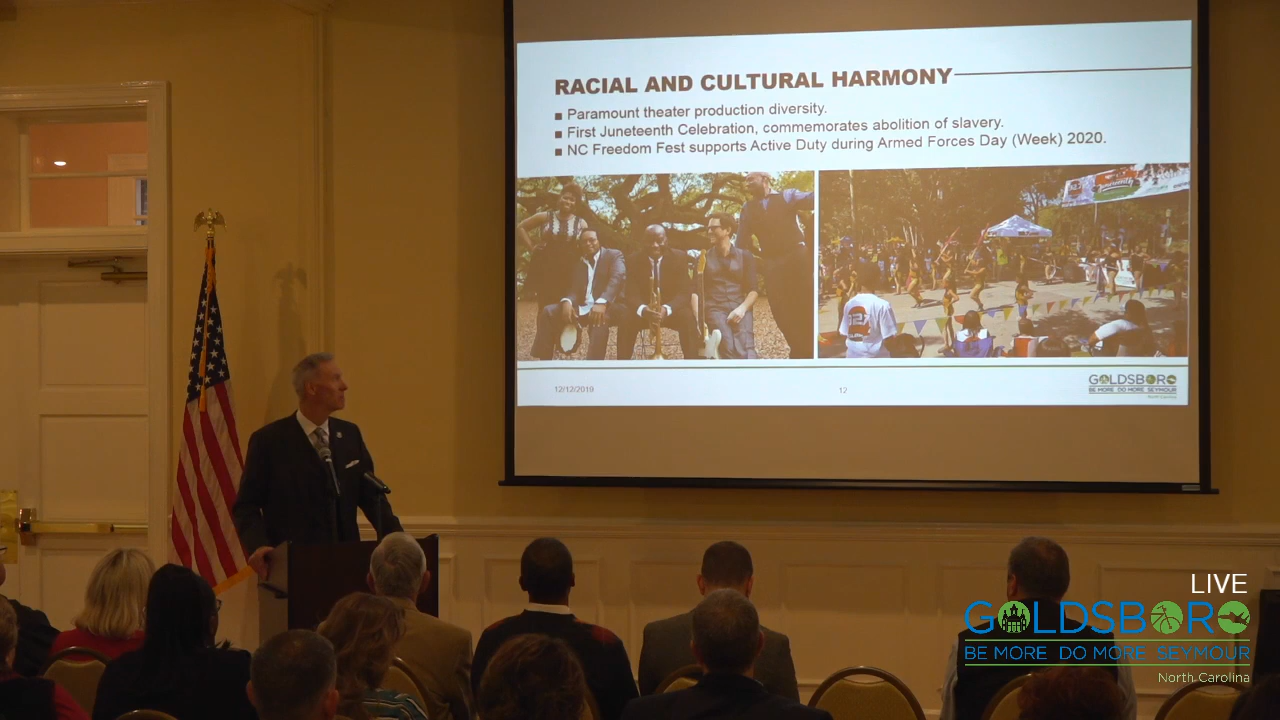 RACIAL AND CULTURAL HARMONY
Paramount theater production diversity.
First Juneteenth Celebration, commemorates abolition of slavery.
NC Freedom Fest supports Active Duty during Armed Forces Day (Week) 2020.
12/12/2019
12
GOLDSBORO
BE MORE DO MORE SEYMOUR
North Carolina
LIVE
GOLDSBORO
BE MORE DO MORE SEYMOUR
North Carolina